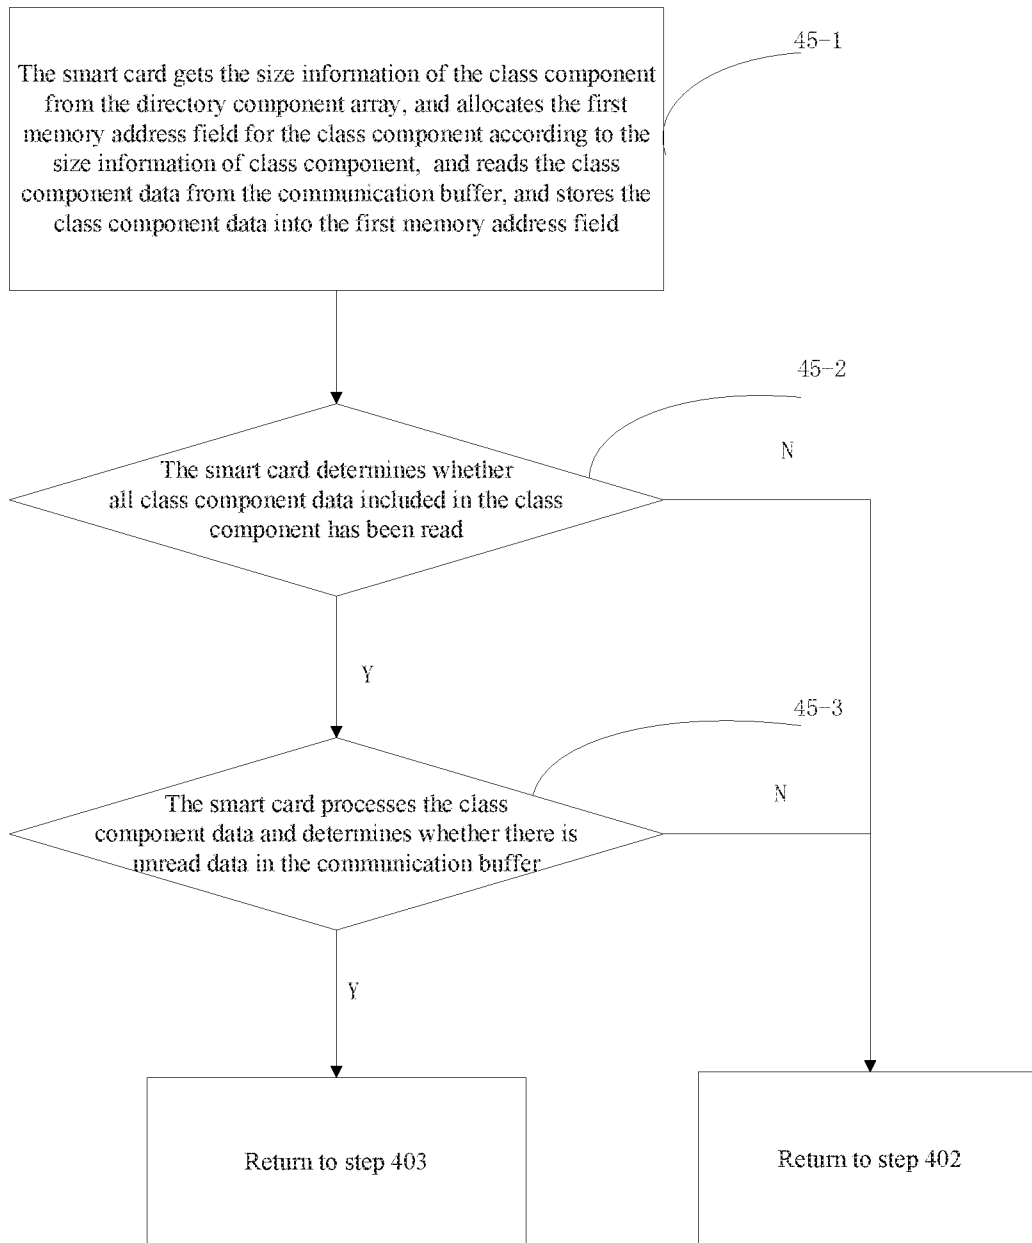 45-1
The smart card gets the size information of the class component
from the directory component array, and allocates the first
memory address field for the class component according to the
size information of class component, and reads the class
component data from the communication buffer, and stores the
class component data into the first memory address field
45-2
N
The smart card determines whether
all class component data included in the class
component has been read
Y
45-3
N
The smart card processes the class
component data and determines whether there is
unread data in the communication buffer
Y
Return to step 403
Return to step 402